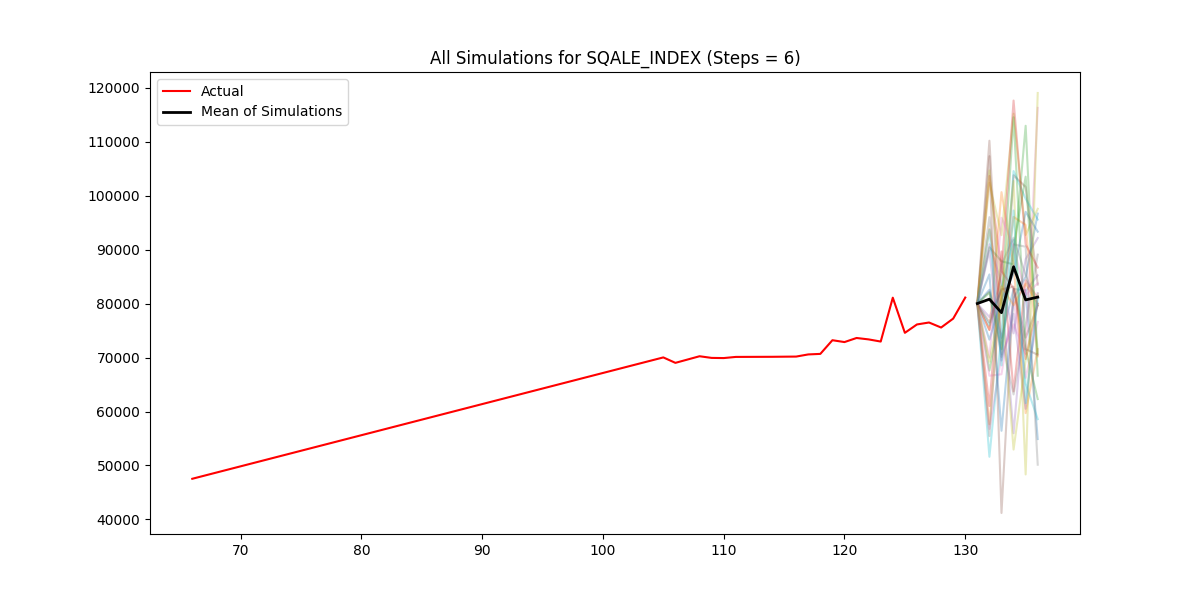 All Simulations for SQALE_INDEX (Steps = 6)
120000
110000
100000
90000
80000
70000
60000
50000
40000
Actual
Mean of Simulations
70 80 90 100 110 120 130